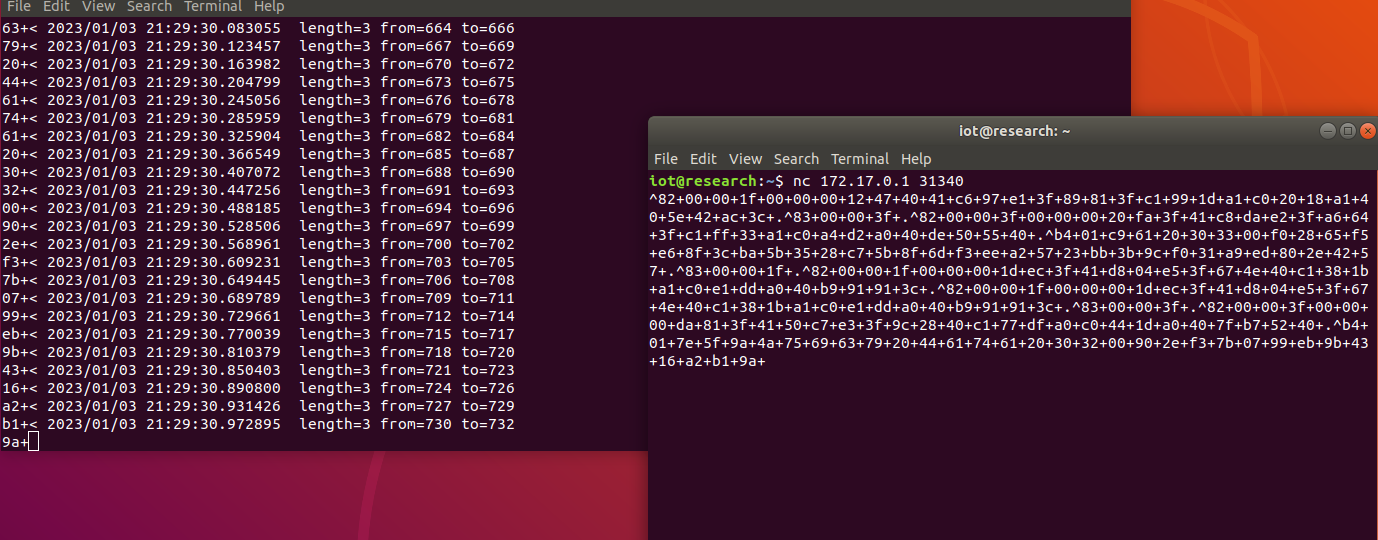 File Edit View Search Terminal Help
63+< 2023/01/03 21:29:30.083055  length=3 from=664 to=666
79+< 2023/01/03 21:29:30.123457  length=3 from=667 to=669
20+< 2023/01/03 21:29:30.163982  length=3 from=670 to=672
44+< 2023/01/03 21:29:30.204799  length=3 from=673 to=675
61+< 2023/01/03 21:29:30.245056  length=3 from=676 to=678
74+< 2023/01/03 21:29:30.285959  length=3 from=679 to=681
61+< 2023/01/03 21:29:30.325904  length=3 from=682 to=684
20+< 2023/01/03 21:29:30.366549  length=3 from=685 to=687
30+< 2023/01/03 21:29:30.407072  length=3 from=688 to=690
32+< 2023/01/03 21:29:30.447256  length=3 from=691 to=693
00+< 2023/01/03 21:29:30.488185  length=3 from=694 to=696
90+< 2023/01/03 21:29:30.528506  length=3 from=697 to=699
2e+< 2023/01/03 21:29:30.568961  length=3 from=700 to=702
f3+< 2023/01/03 21:29:30.609231  length=3 from=703 to=705
7b+< 2023/01/03 21:29:30.649445  length=3 from=706 to=708
07+< 2023/01/03 21:29:30.689789  length=3 from=709 to=711
99+< 2023/01/03 21:29:30.729661  length=3 from=712 to=714
eb+< 2023/01/03 21:29:30.770039  length=3 from=715 to=717
9b+< 2023/01/03 21:29:30.810379  length=3 from=718 to=720
43+< 2023/01/03 21:29:30.850403  length=3 from=721 to=723
16+< 2023/01/03 21:29:30.890800  length=3 from=724 to=726
a2+< 2023/01/03 21:29:30.931426  length=3 from=727 to=729
b1+< 2023/01/03 21:29:30.972895  length=3 from=730 to=732
9a+
iot@research: ~
File Edit View Search Terminal Help
iot@research:~$ nc 172.17.0.1 31340
^82+00+00+1f+00+00+00+12+47+40+41+c6+97+e1+3f+89+81+3f+c1+99+1d+a1+c0+20+18+a1+4
0+5e+42+ac+3c+.^83+00+00+3f+.^82+00+00+3f+00+00+00+20+fa+3f+41+c8+da+e2+3f+a6+64
+3f+c1+ff+33+a1+c0+a4+d2+a0+40+de+50+55+40+.^b4+01+c9+61+20+30+33+00+f0+28+65+f5
+e6+8f+3c+ba+5b+35+28+c7+5b+8f+6d+f3+ee+a2+57+23+bb+3b+9c+f0+31+a9+ed+80+2e+42+5
7+.^83+00+00+1f+.^82+00+00+1f+00+00+00+1d+ec+3f+41+d8+04+e5+3f+67+4e+40+c1+38+1b
+a1+c0+e1+dd+a0+40+b9+91+91+3c+.^82+00+00+1f+00+00+00+1d+ec+3f+41+d8+04+e5+3f+67
+4e+40+c1+38+1b+a1+c0+e1+dd+a0+40+b9+91+91+3c+.^83+00+00+3f+.^82+00+00+3f+00+00+
00+da+81+3f+41+50+c7+e3+3f+9c+28+40+c1+77+df+a0+c0+44+1d+a0+40+7f+b7+52+40+.^b4+
01+7e+5f+9a+4a+75+69+63+79+20+44+61+74+61+20+30+32+00+90+2e+f3+7b+07+99+eb+9b+43
+16+a2+b1+9a+